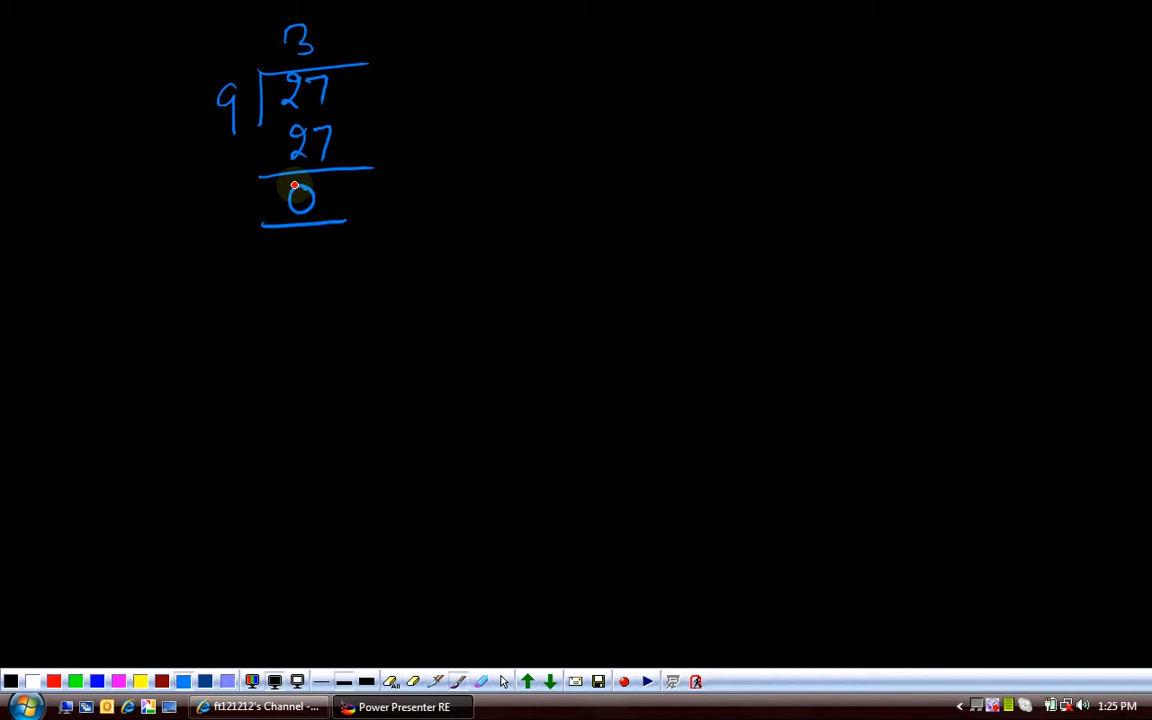 3
9 27
27
0
ft121212's Channel -...
Power Presenter RE
1:25 PM